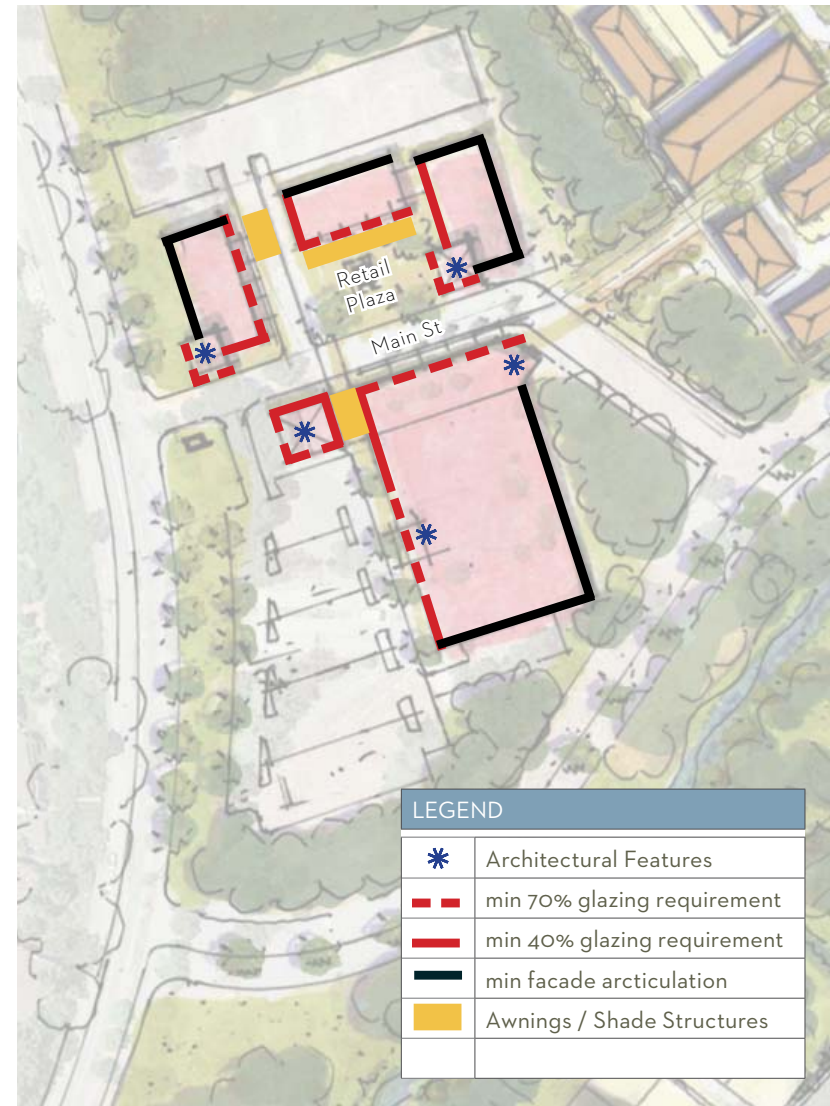 Retail
Plaza
Main St
LEGEND
Architectural Features
min 70% glazing requirement
min 40% glazing requirement
min facade arcticulation
Awnings / Shade Structures